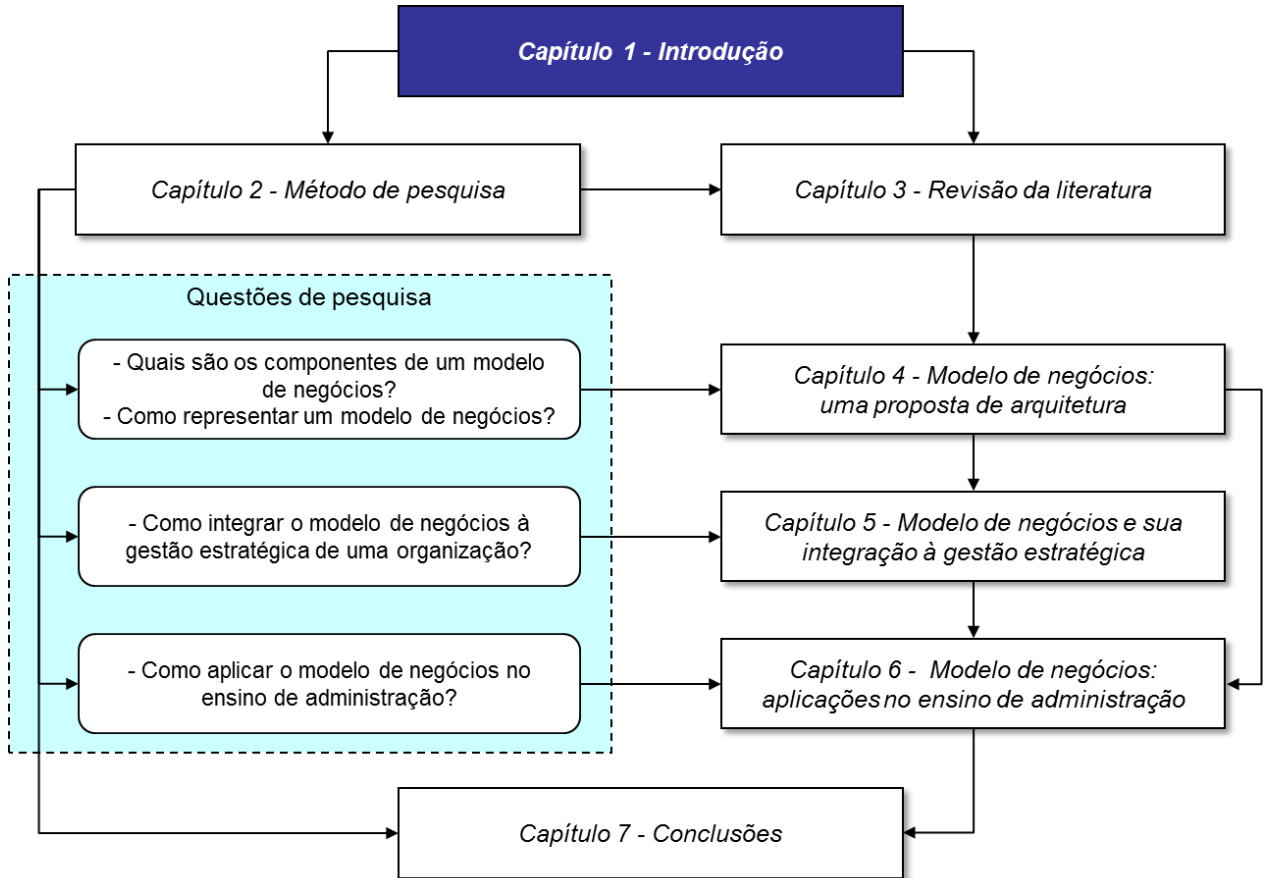 Capítulo 1 - Introdução
Capítulo 2 - Método de pesquisa
Capítulo 3 - Revisão da literatura
Questões de pesquisa
- Quais são os componentes de um modelo
de negócios?
- Como representar um modelo de negócios?
Capítulo 4 - Modelo de negócios:
uma proposta de arquitetura
- Como integrar o modelo de negócios à
gestão estratégica de uma organização?
Capítulo 5 - Modelo de negócios e sua
integração à gestão estratégica
- Como aplicar o modelo de negócios no
ensino de administração?
Capítulo 6 - Modelo de negócios:
aplicações no ensino de administração
Capítulo 7 - Conclusões